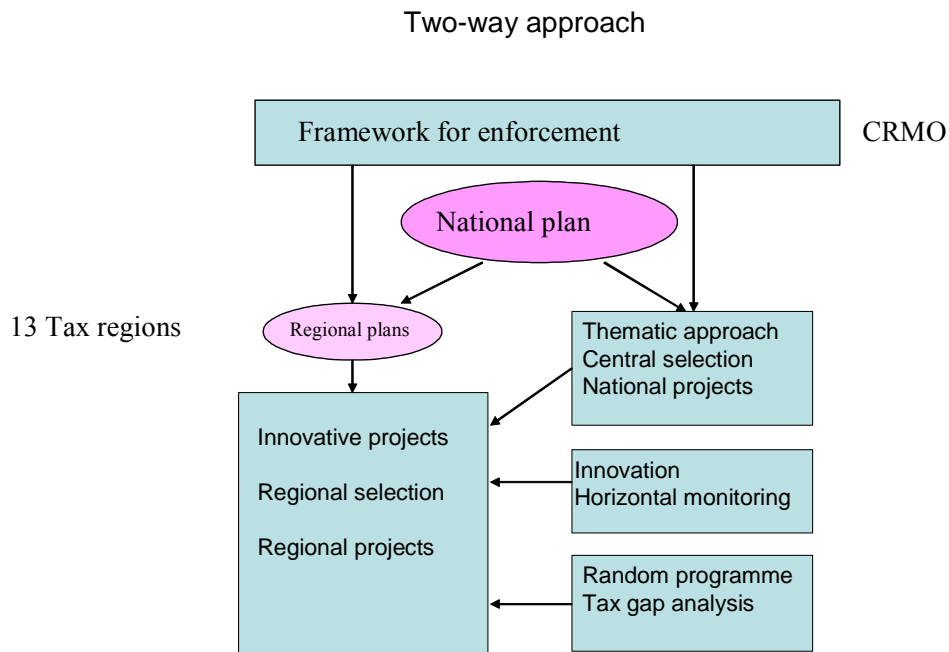 Two-way approach
Framework for enforcement
CRMO
National plan
13 Tax regions
Regional plans
Thematic approach
Central selection
National projects
Innovative projects
Regional selection
Regional projects
Innovation
Horizontal monitoring
Random programme
Tax gap analysis